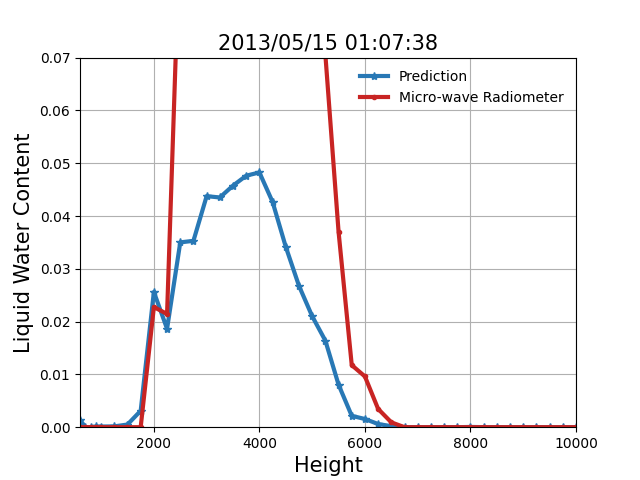 2013/05/15 01:07:38
Prediction
Micro-wave Radiometer
Liquid Water Content
0.07
0.06
0.05
0.04
0.03
0.02
0.01
0.00
2000 4000 6000 8000 10000
Height